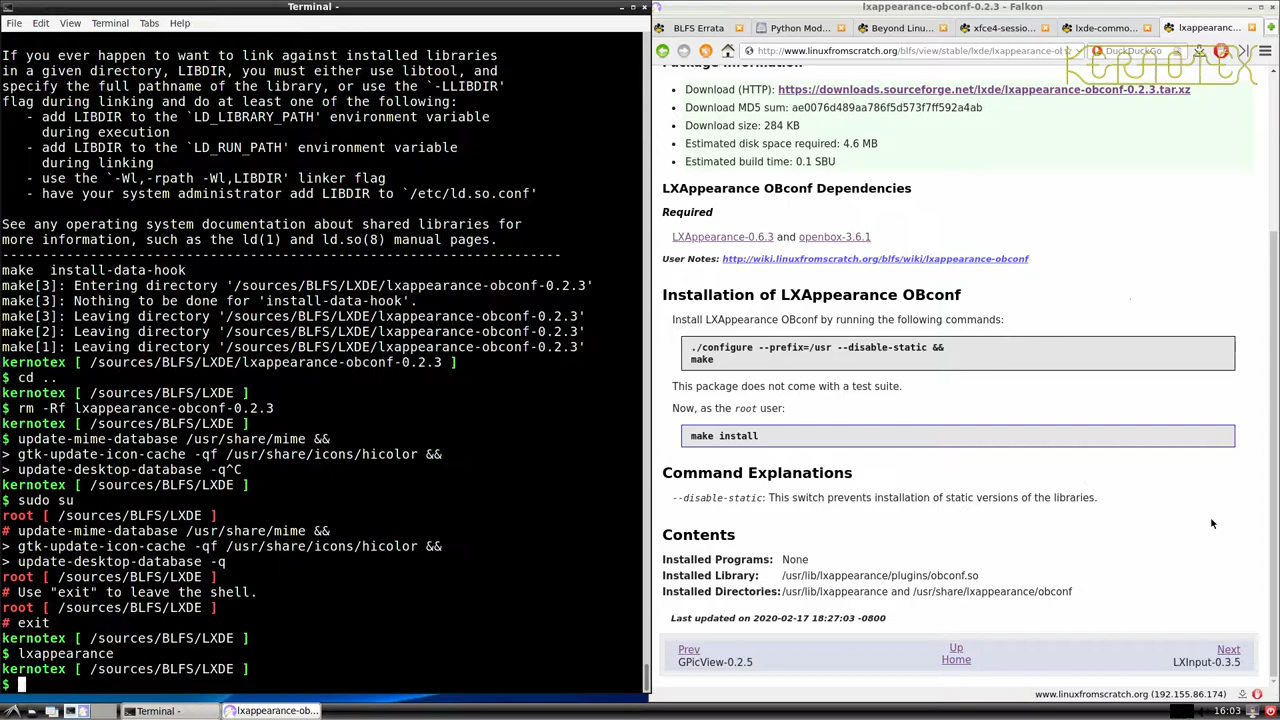 Terminal -
File Edit View Terminal Tabs Help
If you ever happen to want to link against installed libraries
in a given directory, LIBDIR, you must either use libtool, and
specify the full pathname of the library, or use the `-LLIBDIR'
flag during linking and do at least one of the following:
- add LIBDIR to the `LD_LIBRARY_PATH' environment variable
during execution
- add LIBDIR to the `LD_RUN_PATH' environment variable
during linking
- use the `-Wl,-rpath -Wl,LIBDIR' linker flag
- have your system administrator add LIBDIR to `/etc/ld.so.conf'
See any operating system documentation about shared libraries for
more information, such as the ld(1) and ld.so(8) manual pages.
----------------------------------------------------------------------
make  install-data-hook
make[3]: Entering directory '/sources/BLFS/LXDE/lxappearance-obconf-0.2.3'
make[3]: Nothing to be done for 'install-data-hook'.
make[3]: Leaving directory '/sources/BLFS/LXDE/lxappearance-obconf-0.2.3'
make[2]: Leaving directory '/sources/BLFS/LXDE/lxappearance-obconf-0.2.3'
make[1]: Leaving directory '/sources/BLFS/LXDE/lxappearance-obconf-0.2.3'
kernotex [ /sources/BLFS/LXDE/lxappearance-obconf-0.2.3 ]
$ cd ..
kernotex [ /sources/BLFS/LXDE ]
$ rm -Rf lxappearance-obconf-0.2.3
kernotex [ /sources/BLFS/LXDE ]
$ update-mime-database /usr/share/mime &&
> gtk-update-icon-cache -qf /usr/share/icons/hicolor &&
> update-desktop-database -q^C
kernotex [ /sources/BLFS/LXDE ]
$ sudo su
root [ /sources/BLFS/LXDE ]
# update-mime-database /usr/share/mime &&
> gtk-update-icon-cache -qf /usr/share/icons/hicolor &&
> update-desktop-database -q
root [ /sources/BLFS/LXDE ]
# Use "exit" to leave the shell.
root [ /sources/BLFS/LXDE ]
# exit
kernotex [ /sources/BLFS/LXDE ]
$ lxappearance
kernotex [ /sources/BLFS/LXDE ]
$
lxappearance-obconf-0.2.3 - Falkon
BLFS Errata Python Mod... Beyond Linu... xfce4-sessio... lxde-commo... lxappearanc...
http://www.linuxfromscratch.org/blfs/view/stable/lxde/lxappearance-ol DuckDuckGo
KERNOTEX
Package Information
Download (HTTP): https://downloads.sourceforge.net/lxde/lxappearance-obconf-0.2.3.tar.xz
Download MD5 sum: ae0076d489aa786f5d573f7ff592a4ab
Download size: 284 KB
Estimated disk space required: 4.6 MB
Estimated build time: 0.1 SBU
LXAppearance OBconf Dependencies
Required
LXAppearance-0.6.3 and openbox-3.6.1
User Notes: http://wiki.linuxfromscratch.org/blfs/wiki/lxappearance-obconf
Installation of LXAppearance OBconf
Install LXAppearance OBconf by running the following commands:
./configure --prefix=/usr --disable-static &&
make
This package does not come with a test suite.
Now, as the root user:
make install
Command Explanations
--disable-static: This switch prevents installation of static versions of the libraries.
Contents
Installed Programs: None
Installed Library: /usr/lib/lxappearance/plugins/obconf.so
Installed Directories: /usr/lib/lxappearance and /usr/share/lxappearance/obconf
Last updated on 2020-02-17 18:27:03 -0800
Prev Up Next
GPicView-0.2.5 Home LXInput-0.3.5
www.linuxfromscratch.org (192.155.86.174)
Terminal - lxappearance-ob... 16:03